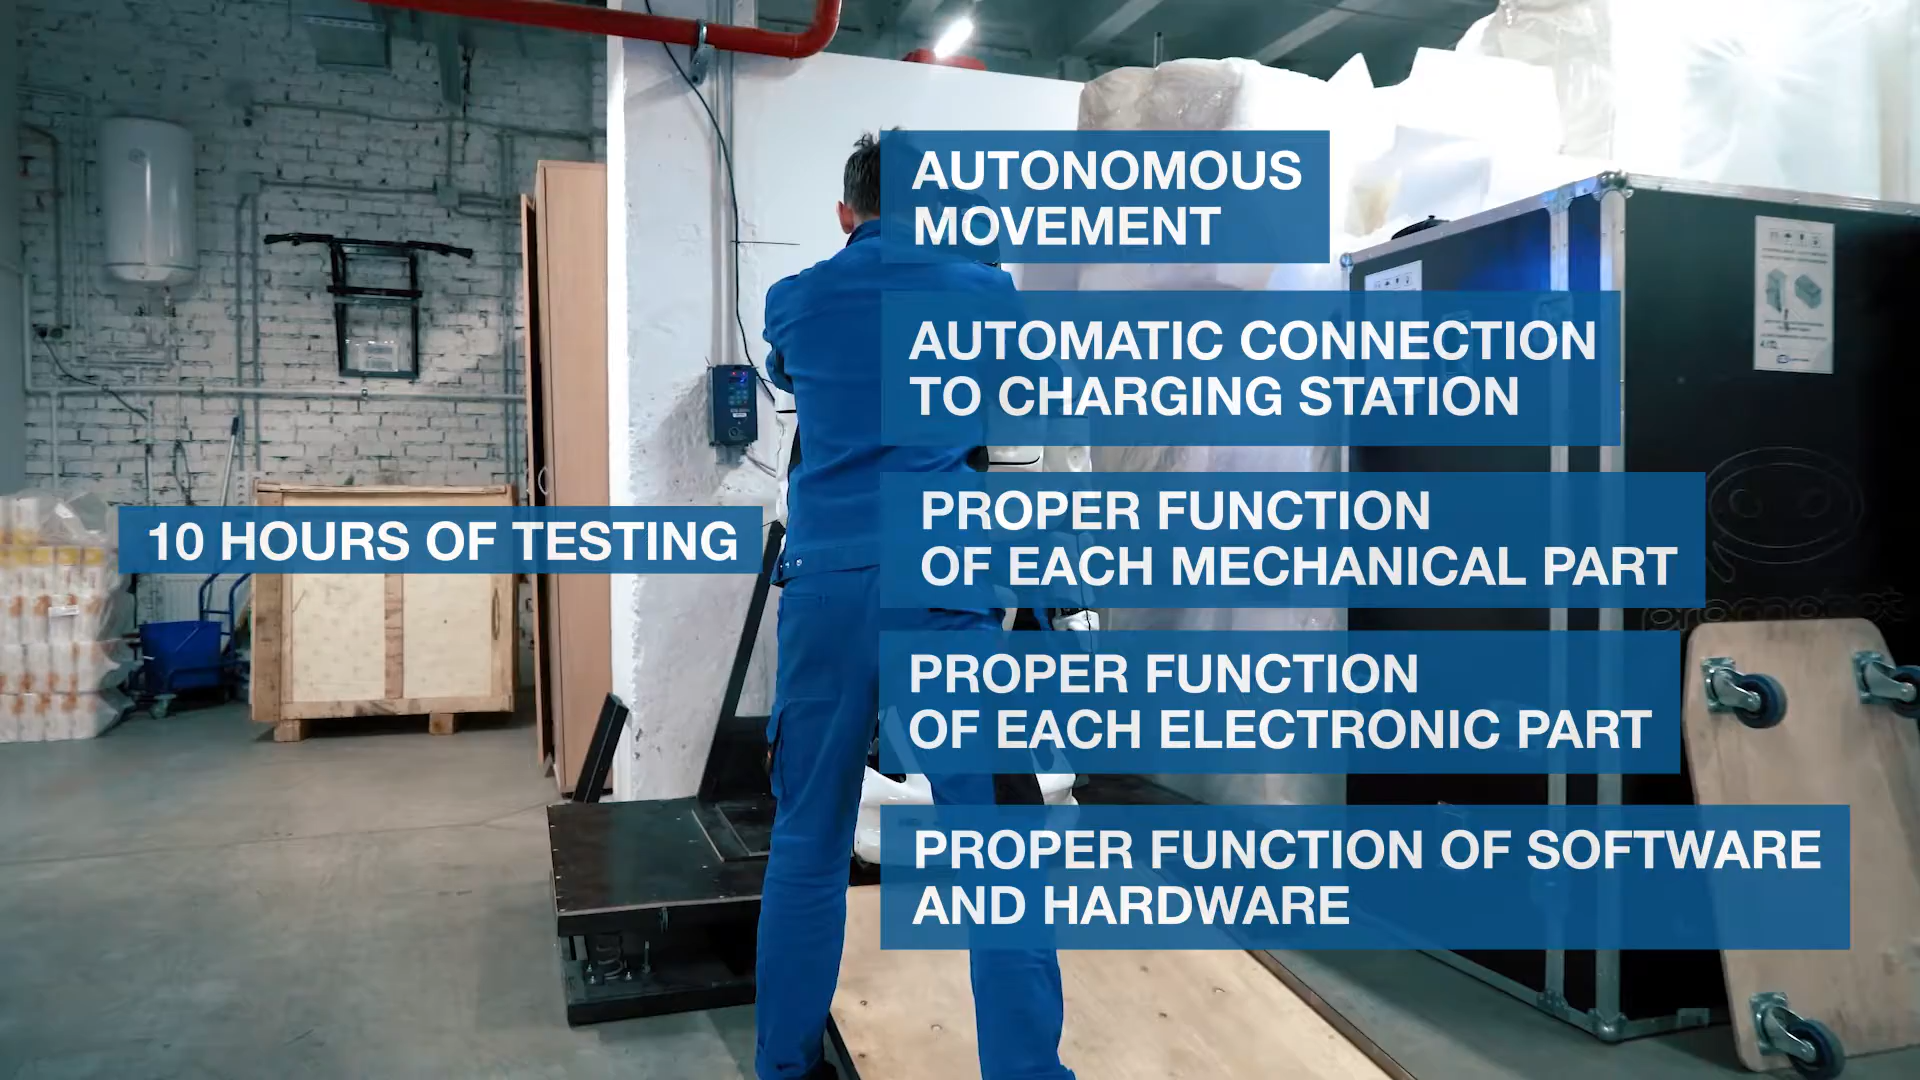 AUTONOMOUS
MOVEMENT
AUTOMATIC CONNECTION
TO CHARGING STATION
10 HOURS OF TESTING
PROPER FUNCTION
OF EACH MECHANICAL PART
PROPER FUNCTION
OF EACH ELECTRONIC PART
PROPER FUNCTION OF SOFTWARE
AND HARDWARE
promobot